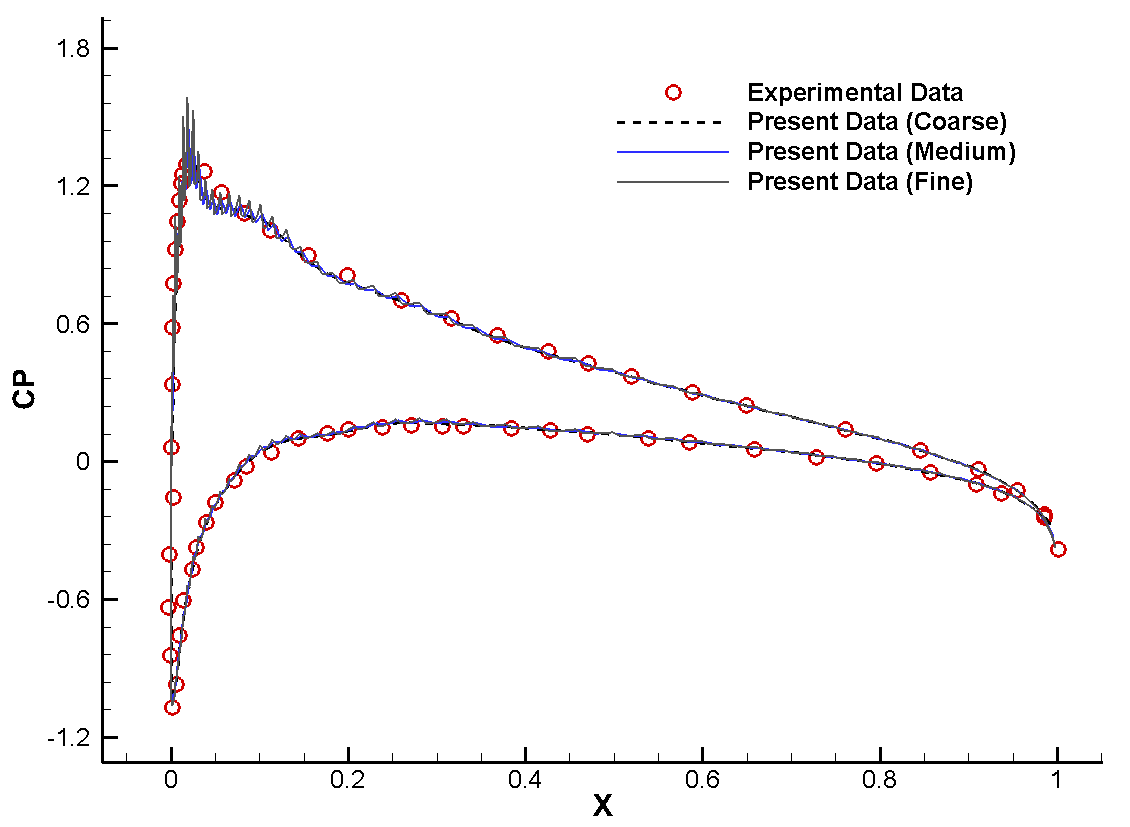 1.8
1.2
0.6
0
-0.6
-1.2
CP
Experimental Data
Present Data (Coarse)
Present Data (Medium)
Present Data (Fine)
0 0.2 0.4 0.6 0.8 1
X